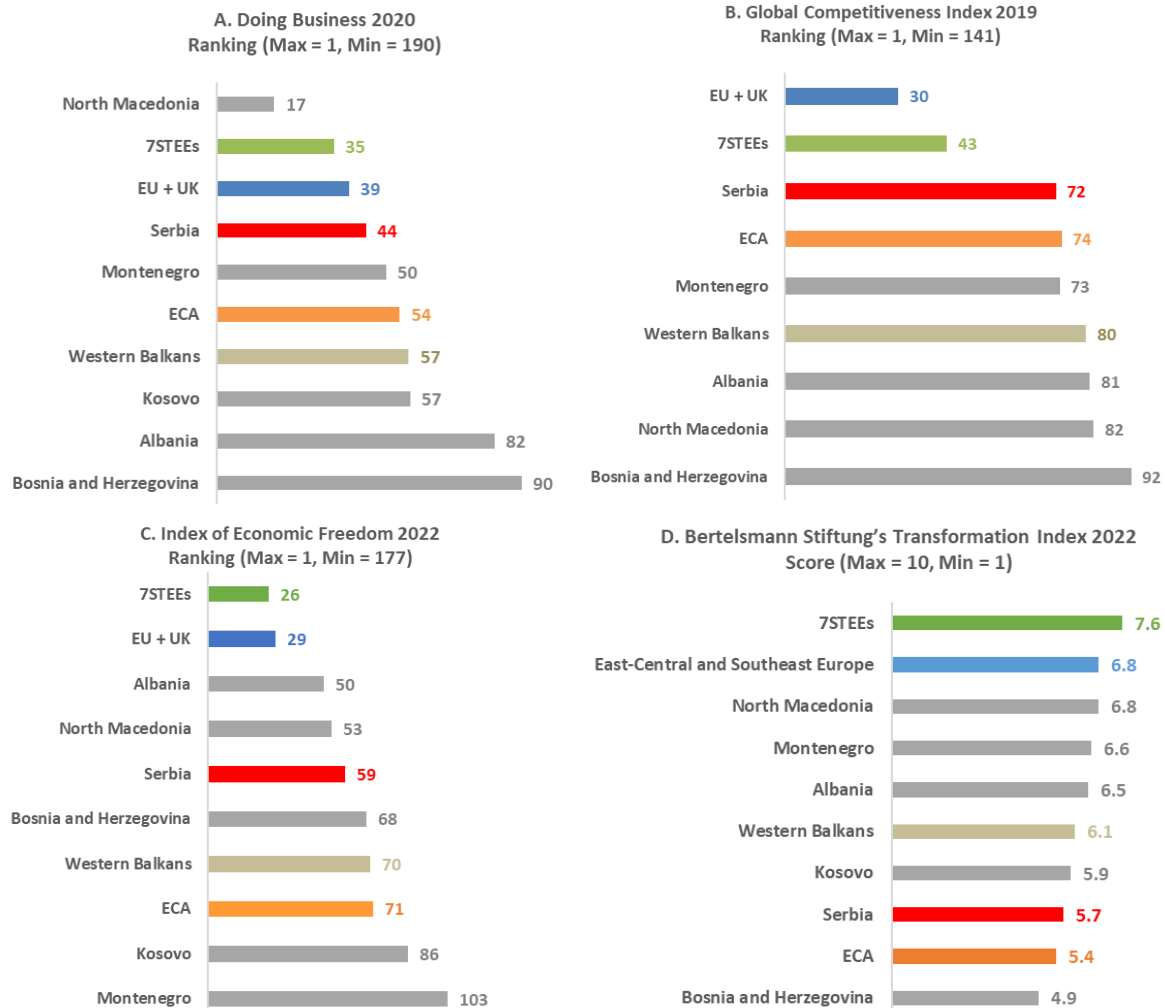 A. Doing Business 2020
Ranking (Max = 1, Min = 190)
North Macedonia 17
7STEEs 35
EU + UK 39
Serbia 44
Montenegro 50
ECA 54
Western Balkans 57
Kosovo 57
Albania 82
Bosnia and Herzegovina 90
B. Global Competitiveness Index 2019
Ranking (Max = 1, Min = 141)
EU + UK 30
7STEEs 43
Serbia 72
ECA 74
Montenegro 73
Western Balkans 80
Albania 81
North Macedonia 82
Bosnia and Herzegovina 92
C. Index of Economic Freedom 2022
Ranking (Max = 1, Min = 177)
7STEEs 26
EU + UK 29
Albania 50
North Macedonia 53
Serbia 59
Bosnia and Herzegovina 68
Western Balkans 70
ECA 71
Kosovo 86
Montenegro 103
D. Bertelsmann Stiftung’s Transformation Index 2022
Score (Max = 10, Min = 1)
7STEEs 7.6
East-Central and Southeast Europe 6.8
North Macedonia 6.8
Montenegro 6.6
Albania 6.5
Western Balkans 6.1
Kosovo 5.9
Serbia 5.7
ECA 5.4
Bosnia and Herzegovina 4.9